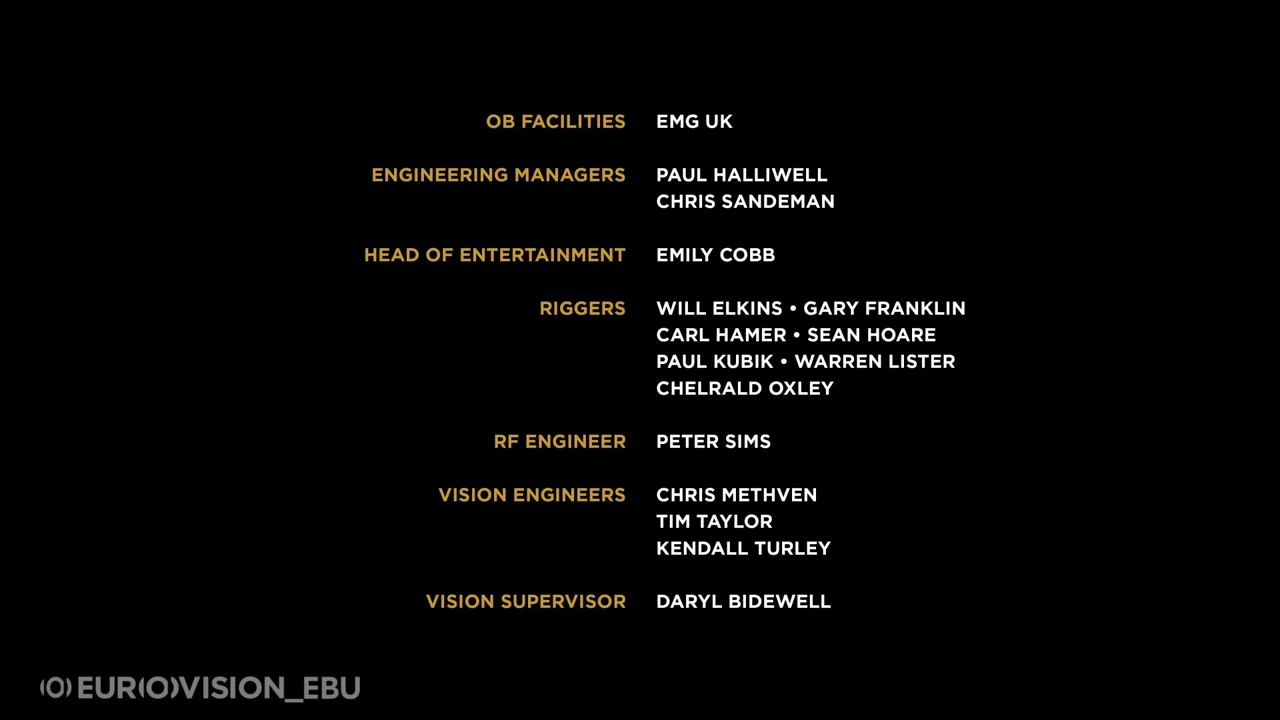 OB FACILITIES EMG UK
ENGINEERING MANAGERS PAUL HALLIWELL
CHRIS SANDEMAN
HEAD OF ENTERTAINMENT EMILY COBB
RIGGERS WILL ELKINS • GARY FRANKLIN
CARL HAMER • SEAN HOARE
PAUL KUBIK • WARREN LISTER
CHELRALD OXLEY
RF ENGINEER PETER SIMS
VISION ENGINEERS CHRIS METHVEN
TIM TAYLOR
KENDALL TURLEY
VISION SUPERVISOR DARYL BIDEWELL
(O) EUR(O)VISION_EBU